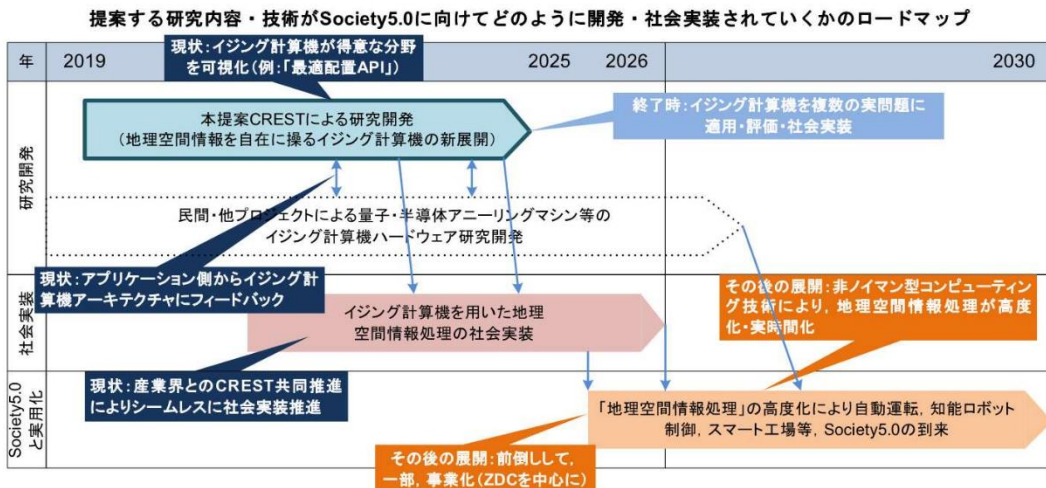 提案する研究内容・技術がSociety5.0に向けてどのように開発・社会実装されていくかのロードマップ
年
2019
現状:イジング計算機が得意な分野
を可視化(例:「最適配置API」)
2025
2026
2030
研究開発
本提案CRESTによる研究開発
(地理空間情報を自在に操るイジング計算機の新展開)
終了時:イジング計算機を複数の実問題に
適用・評価・社会実装
民間・他プロジェクトによる量子・半導体アニーリングマシン等の
イジング計算機ハードウェア研究開発
現状:アプリケーション側からイジング計
算機アーキテクチャにフィードバック
社会実装
イジング計算機を用いた地理
空間情報処理の社会実装
その後の展開:非ノイマン型コンピューティ
ング技術により,地理空間情報処理が高度
化・実時間化
現状:産業界とのCREST共同推進
によりシームレスに社会実装推進
Society5.0
と実用化
「地理空間情報処理」の高度化により自動運転,知能ロボット
制御,スマート工場等,Society5.0の到来
その後の展開:前倒しして,
一部,事業化(ZDCを中心に)